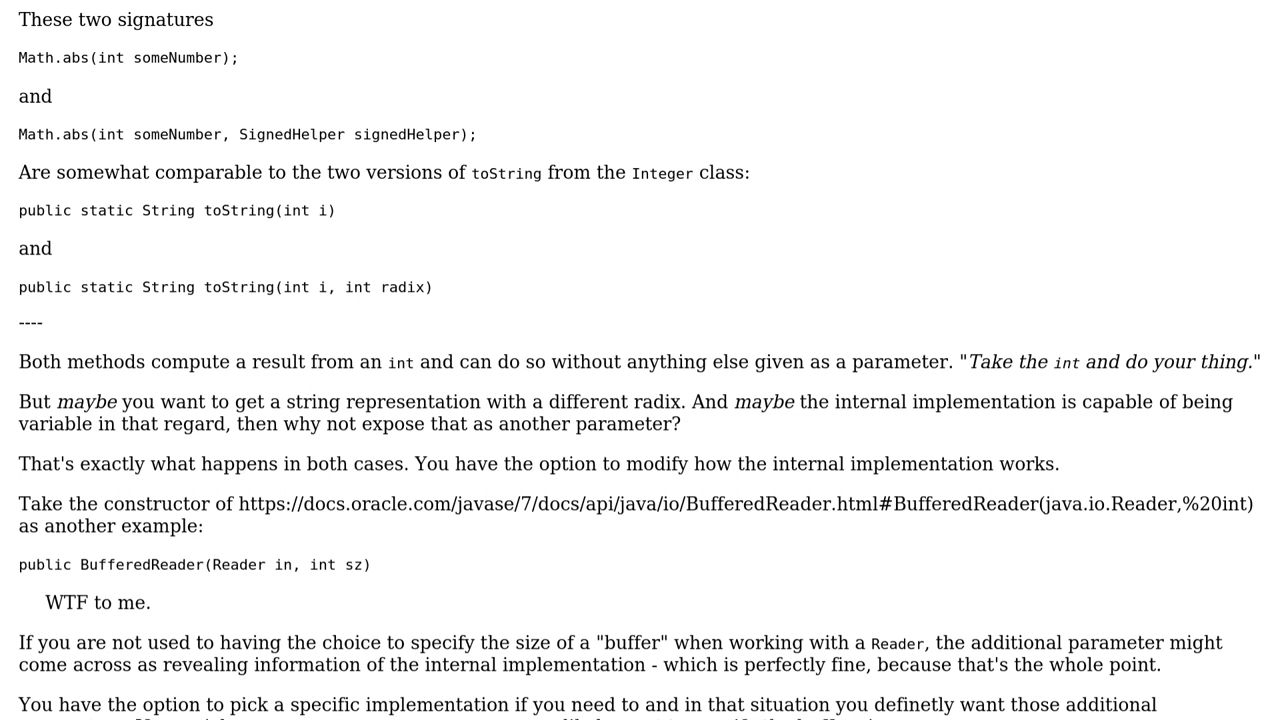 These two signatures
Math.abs(int someNumber);
and
Math.abs(int someNumber, SignedHelper signedHelper);
Are somewhat comparable to the two versions of toString from the Integer class:
public static String toString(int i)
and
public static String toString(int i, int radix)
----
Both methods compute a result from an int and can do so without anything else given as a parameter. "Take the int and do your thing."
But maybe you want to get a string representation with a different radix. And maybe the internal implementation is capable of being
variable in that regard, then why not expose that as another parameter?
That's exactly what happens in both cases. You have the option to modify how the internal implementation works.
Take the constructor of https://docs.oracle.com/javase/7/docs/api/java/io/BufferedReader.html#BufferedReader(java.io.Reader,%20int)
as another example:
public BufferedReader(Reader in, int sz)
WTF to me.
If you are not used to having the choice to specify the size of a "buffer" when working with a Reader, the additional parameter might
come across as revealing information of the internal implementation - which is perfectly fine, because that's the whole point.
You have the option to pick a specific implementation if you need to and in that situation you definetly want those additional